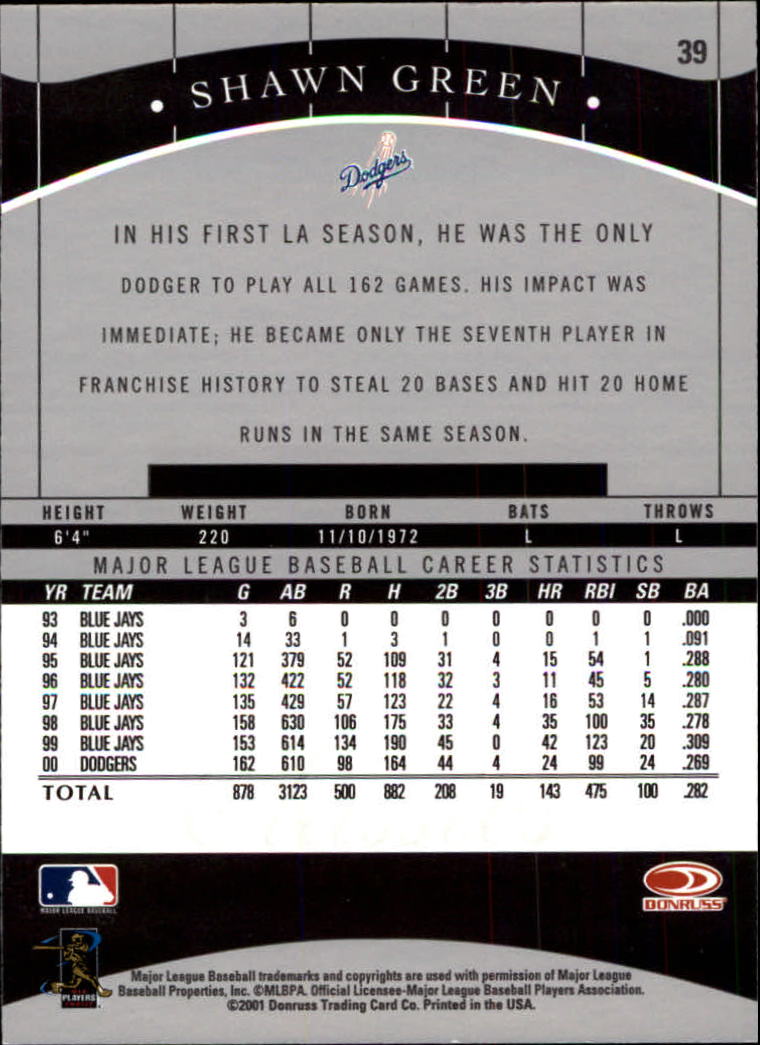 39
SHAWN GREEN
Dodgers
IN HIS FIRST LA SEASON, HE WAS THE ONLY
DODGER TO PLAY ALL 162 GAMES. HIS IMPACT WAS
IMMEDIATE; HE BECAME ONLY THE SEVENTH PLAYER IN
FRANCHISE HISTORY TO STEAL 20 BASES AND HIT 20 HOME
RUNS IN THE SAME SEASON.
HEIGHT WEIGHT BORN BATS THROWS
6'4" 220 11/10/1972 L L
MAJOR LEAGUE BASEBALL CAREER STATISTICS
YR TEAM G AB R H 2B 3B HR RBI SB BA
93 BLUE JAYS 3 6 0 0 0 0 0 0 0 .000
94 BLUE JAYS 14 33 1 3 1 0 0 1 1 .091
95 BLUE JAYS 121 379 52 109 31 4 15 54 1 .288
96 BLUE JAYS 132 422 52 118 32 3 11 45 5 .280
97 BLUE JAYS 135 429 57 123 22 4 16 53 14 .287
98 BLUE JAYS 158 630 106 175 33 4 35 100 35 .278
99 BLUE JAYS 153 614 134 190 45 0 42 123 20 .309
00 DODGERS 162 610 98 164 44 4 24 99 24 .269
TOTAL 878 3123 500 882 208 19 143 475 100 .282
MAJOR LEAGUE BASEBALL
DONRUSS
PLAYERS
Major League Baseball trademarks and copyrights are used with permission of Major League
Baseball Properties, Inc. ©MLBPA. Official Licensee-Major League Baseball Players Association.
©2001 Donruss Trading Card Co. Printed in the USA.